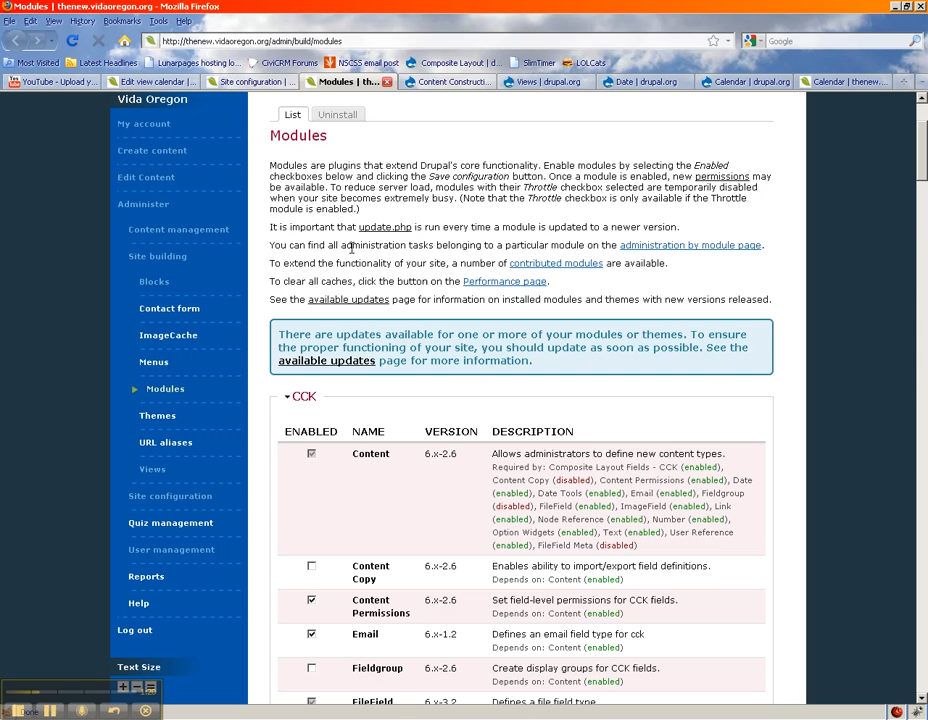 Modules | thenew.vidaoregon.org - Mozilla Firefox
File Edit View History Bookmarks Tools Help
http://thenew.vidaoregon.org/admin/build/modules
Google
Most Visited Latest Headlines Lunarpages hosting lo... CiviCRM Forums NSCSS email post Composite Layout | d... SlimTimer LOLCats
YouTube - Upload y... Edit view calendar | ... Site configuration | ... Modules | th... Content Constructi... Views | drupal.org Date | drupal.org Calendar | drupal.org Calendar | thenew....
Vida Oregon
My account
Create content
Edit Content
Administer
Content management
Site building
Blocks
Contact form
ImageCache
Menus
Modules
Themes
URL aliases
Views
Site configuration
Quiz management
User management
Reports
Help
Log out
Text Size
List Uninstall
Modules
Modules are plugins that extend Drupal's core functionality. Enable modules by selecting the Enabled
checkboxes below and clicking the Save configuration button. Once a module is enabled, new permissions may
be available. To reduce server load, modules with their Throttle checkbox selected are temporarily disabled
when your site becomes extremely busy. (Note that the Throttle checkbox is only available if the Throttle
module is enabled.)
It is important that update.php is run every time a module is updated to a newer version.
You can find all administration tasks belonging to a particular module on the administration by module page.
To extend the functionality of your site, a number of contributed modules are available.
To clear all caches, click the button on the Performance page.
See the available updates page for information on installed modules and themes with new versions released.
There are updates available for one or more of your modules or themes. To ensure
the proper functioning of your site, you should update as soon as possible. See the
available updates page for more information.
CCK
ENABLED NAME VERSION DESCRIPTION
Content 6.x-2.6 Allows administrators to define new content types.
Required by: Composite Layout Fields - CCK (enabled),
Content Copy (disabled), Content Permissions (enabled), Date
(enabled), Date Tools (enabled), Email (enabled), Fieldgroup
(disabled), FileField (enabled), ImageField (enabled), Link
(enabled), Node Reference (enabled), Number (enabled),
Option Widgets (enabled), Text (enabled), User Reference
(enabled), FileField Meta (disabled)
Content Copy 6.x-2.6 Enables ability to import/export field definitions.
Depends on: Content (enabled)
Content Permissions 6.x-2.6 Set field-level permissions for CCK fields.
Depends on: Content (enabled)
Email 6.x-1.2 Defines an email field type for cck
Depends on: Content (enabled)
Fieldgroup 6.x-2.6 Create display groups for CCK fields.
Depends on: Content (enabled)
FileField 6.x-3.2 Defines a file field type.
Done